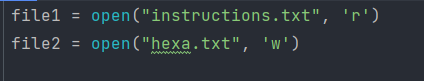 file1 = open("instructions.txt", 'r')
file2 = open("hexa.txt", 'w')